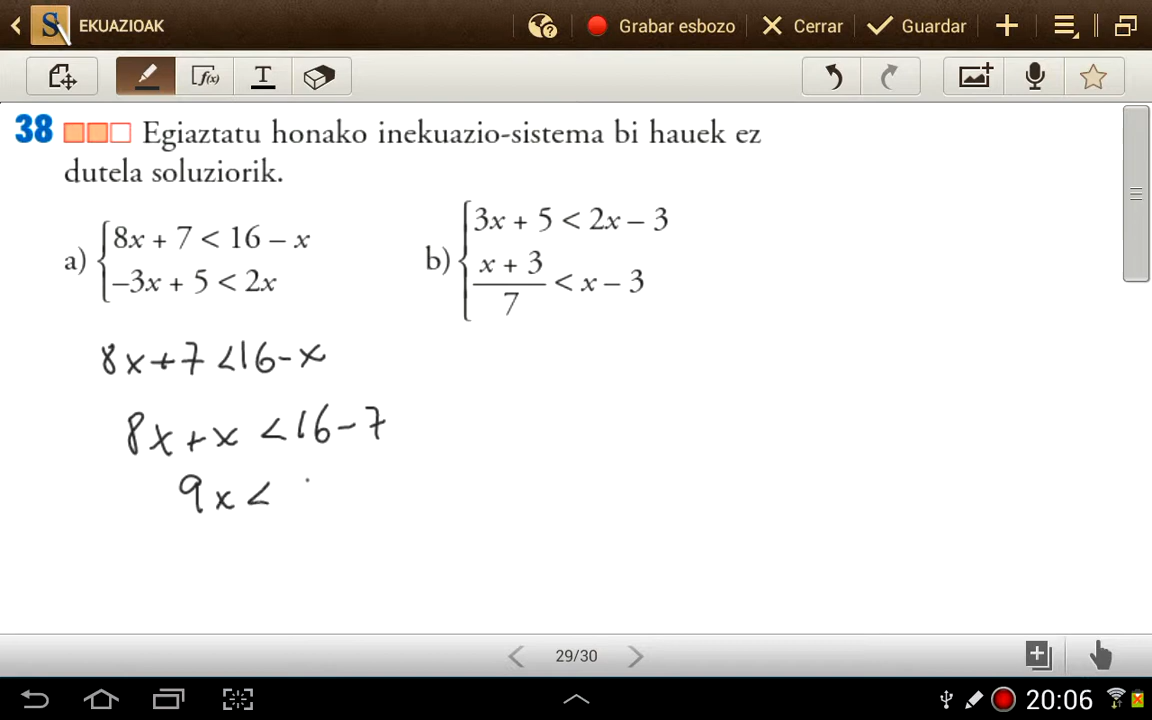 EKUAZIOAK
Grabar esbozo
Cerrar
Guardar
f(x)
T
38 Egiaztatu honako inekuazio-sistema bi hauek ez
dutela soluziorik.
a) 8x + 7 < 16 – x
–3x + 5 < 2x
b) 3x + 5 < 2x – 3
x + 3
7
< x – 3
8x+7<16-x
8x+x<16-7
9x<
29/30
20:06